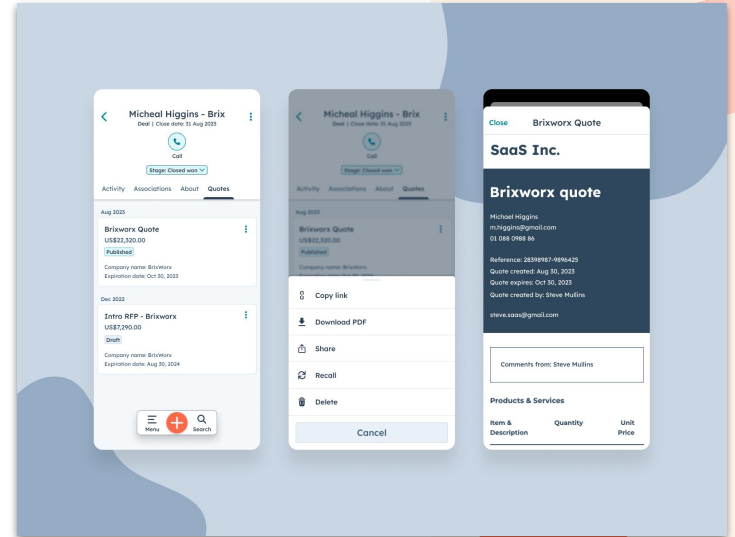 Micheal Higgins - Brix
Deal | Close date: 31 Aug 2023
Call
Stage: Closed won
Activity Associations About Quotes
Aug 2023
Brixworx Quote
US$22,320.00
Published
Company name: BrixWorx
Expiration date: Oct 30, 2023
Dec 2022
Intro RFP - Brixworx
US$7,290.00
Draft
Company name: BrixWorx
Expiration date: Aug 30, 2024
Menu Search
Micheal Higgins - Brix
Deal | Close date: 31 Aug 2023
Call
Stage: Closed won
Activity Associations About Quotes
Aug 2023
Brixworx Quote
US$22,320.00
Published
Company name: BrixWorx
Copy link
Download PDF
Share
Recall
Delete
Cancel
Close Brixworx Quote
SaaS Inc.
Brixworx quote
Michael Higgins
m.higgins@gmail.com
01 088 0988 86
Reference: 28398987-9896425
Quote created: Aug 30, 2023
Quote expires: Oct 30, 2023
Quote created by: Steve Mullins
steve.saas@gmail.com
Comments from: Steve Mullins
Products & Services
Item & Quantity Unit
Description Price